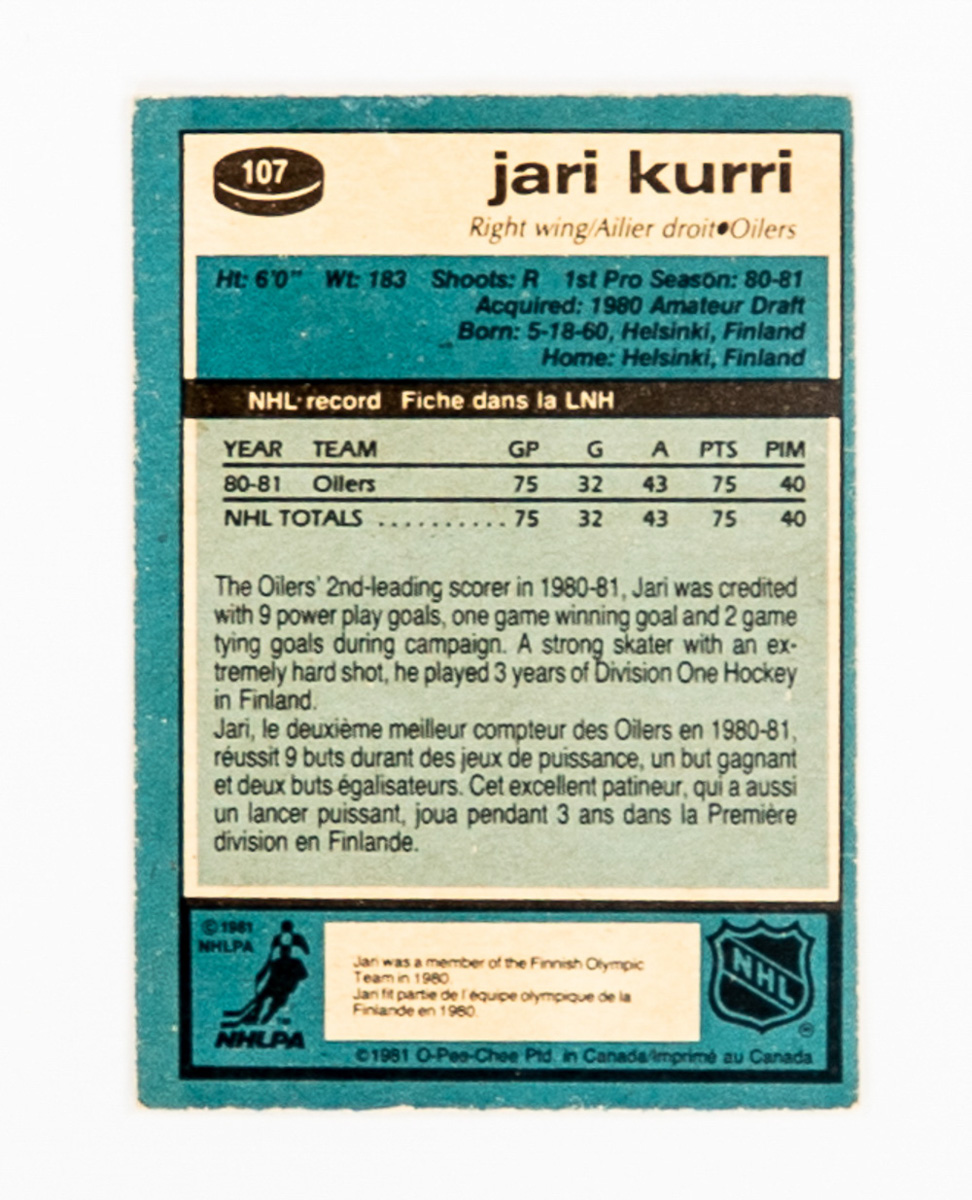 107
jari kurri
Right wing/Ailier droit•Oilers
Ht: 6'0" Wt: 183 Shoots: R 1st Pro Season: 80-81
Acquired: 1980 Amateur Draft
Born: 5-18-60, Helsinki, Finland
Home: Helsinki, Finland
NHL record Fiche dans la LNH
YEAR TEAM GP G A PTS PIM
80-81 Oilers 75 32 43 75 40
NHL TOTALS .......... 75 32 43 75 40
The Oilers' 2nd-leading scorer in 1980-81, Jari was credited
with 9 power play goals, one game winning goal and 2 game
tying goals during campaign. A strong skater with an ex-
tremely hard shot, he played 3 years of Division One Hockey
in Finland.
Jari, le deuxième meilleur compteur des Oilers en 1980-81,
réussit 9 buts durant des jeux de puissance, un but gagnant
et deux buts égalisateurs. Cet excellent patineur, qui a aussi
un lancer puissant, joua pendant 3 ans dans la Première
division en Finlande.
© 1981
NHLPA
Jari was a member of the Finnish Olympic
Team in 1980.
Jari fit partie de l'équipe olympique de la
Finlande en 1980.
NHL
NHLPA
©1981 O-Pee-Chee Ptd. in Canada/Imprimé au Canada